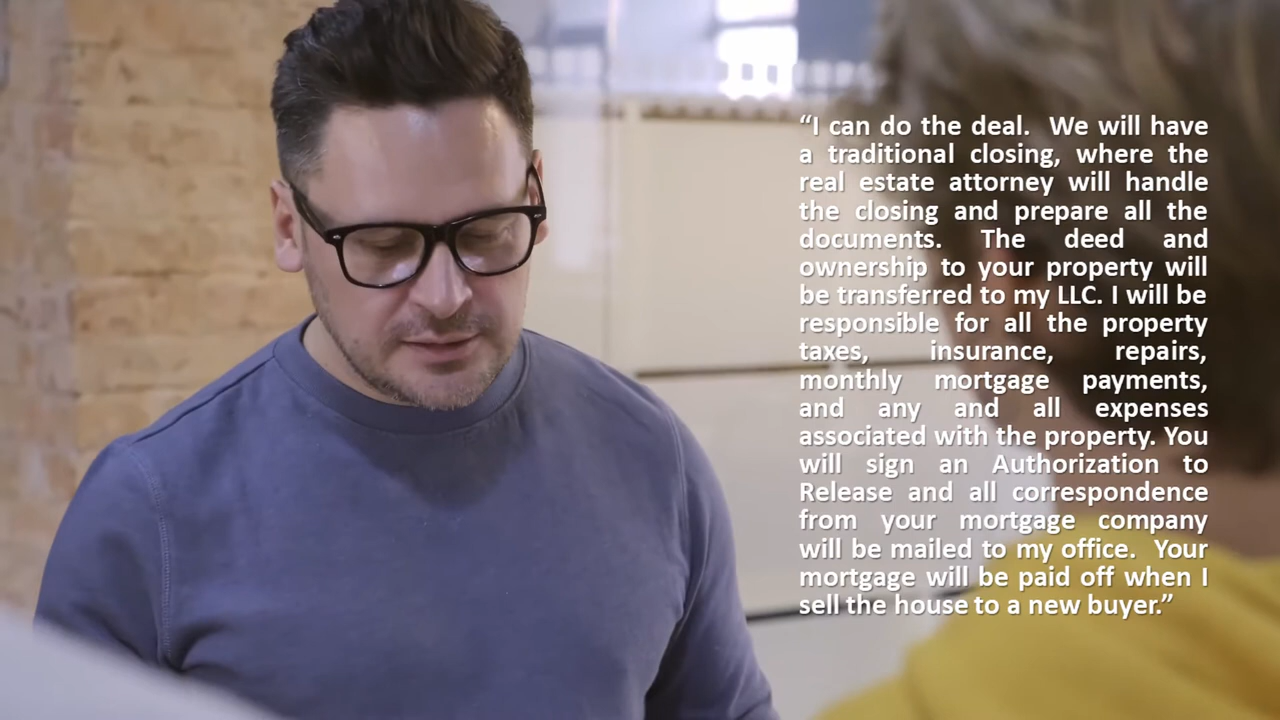 “I can do the deal.  We will have
a traditional closing, where the
real estate attorney will handle
the closing and prepare all the
documents. The deed and
ownership to your property will
be transferred to my LLC. I will be
responsible for all the property
taxes, insurance, repairs,
monthly mortgage payments,
and any and all expenses
associated with the property. You
will sign an Authorization to
Release and all correspondence
from your mortgage company
will be mailed to my office.  Your
mortgage will be paid off when I
sell the house to a new buyer.”